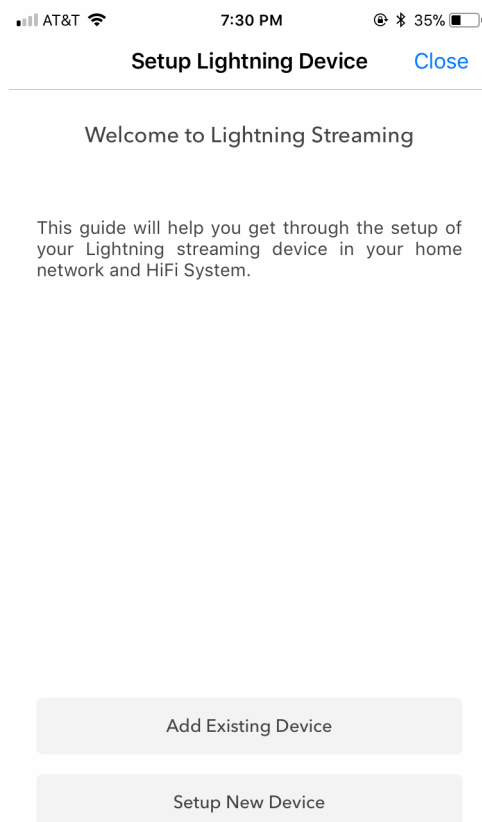 AT&T 7:30 PM 35%
Setup Lightning Device Close
Welcome to Lightning Streaming
This guide will help you get through the setup of
your Lightning streaming device in your home
network and HiFi System.
Add Existing Device
Setup New Device